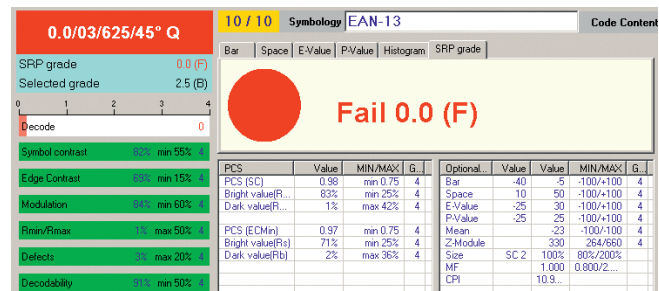 0.0/03/625/45° Q
SRP grade 0.0 (F)
Selected grade 2.5 (B)
0 1 2 3 4
Decode 0
Symbol contrast 82% min 55% 4
Edge Contrast 69% min 15% 4
Modulation 84% min 60% 4
Rmin/Rmax 1% max 50% 4
Defects 3% max 20% 4
Decodability 91% min 50% 4
10 / 10 Symbology EAN-13 Code Content
Bar Space E-Value P-Value Histogram SRP grade
Fail 0.0 (F)
PCS Value MIN/MAX G...
PCS (SC) 0.98 min 0.75 4
Bright value(R... 83% min 25% 4
Dark value(R... 1% max 42% 4
PCS (ECMin) 0.97 min 0.75 4
Bright value(Rs) 71% min 25% 4
Dark value(Rb) 2% max 36% 4
Optional... Value Value MIN/MAX G...
Bar -40 -5 -100/+100 4
Space 10 50 -100/+100 4
E-Value -25 30 -100/+100 4
P-Value -25 25 -100/+100 4
Mean -23 -100/-100 4
Z-Module 330 264/660 4
Size SC 2 100% 80%/200%
MF 1.000 0.800/2....
CPI 10.9...